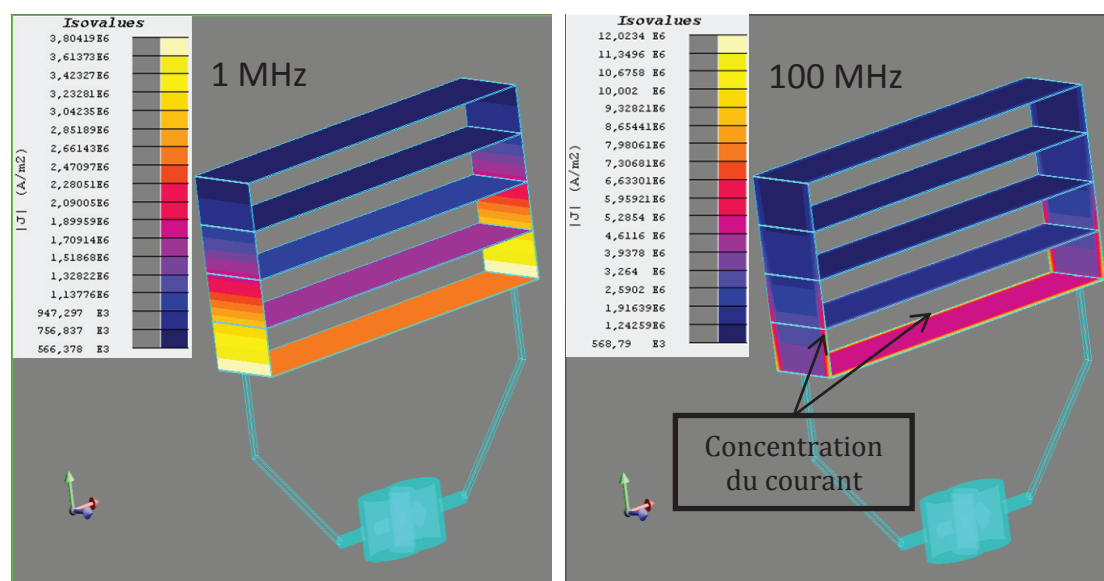 Isovalues
3,80419E6
3,61373E6
3,42327E6
3,23281E6
3,04235E6
2,85189E6
2,66143E6
2,47097E6
2,28051E6
2,09005E6
1,89959E6
1,70914E6
1,51868E6
1,32822E6
1,13776E6
947,297 E3
756,837 E3
566,378 E3
|J| (A/m2)
1 MHz
Isovalues
12,0234 E6
11,3496 E6
10,6758 E6
10,002 E6
9,32821E6
8,65441E6
7,98061E6
7,30681E6
6,63301E6
5,95921E6
5,2854 E6
4,6116 E6
3,9378 E6
3,264 E6
2,5902 E6
1,91639E6
1,24259E6
568,79 E3
|J| (A/m2)
100 MHz
Concentration
du courant